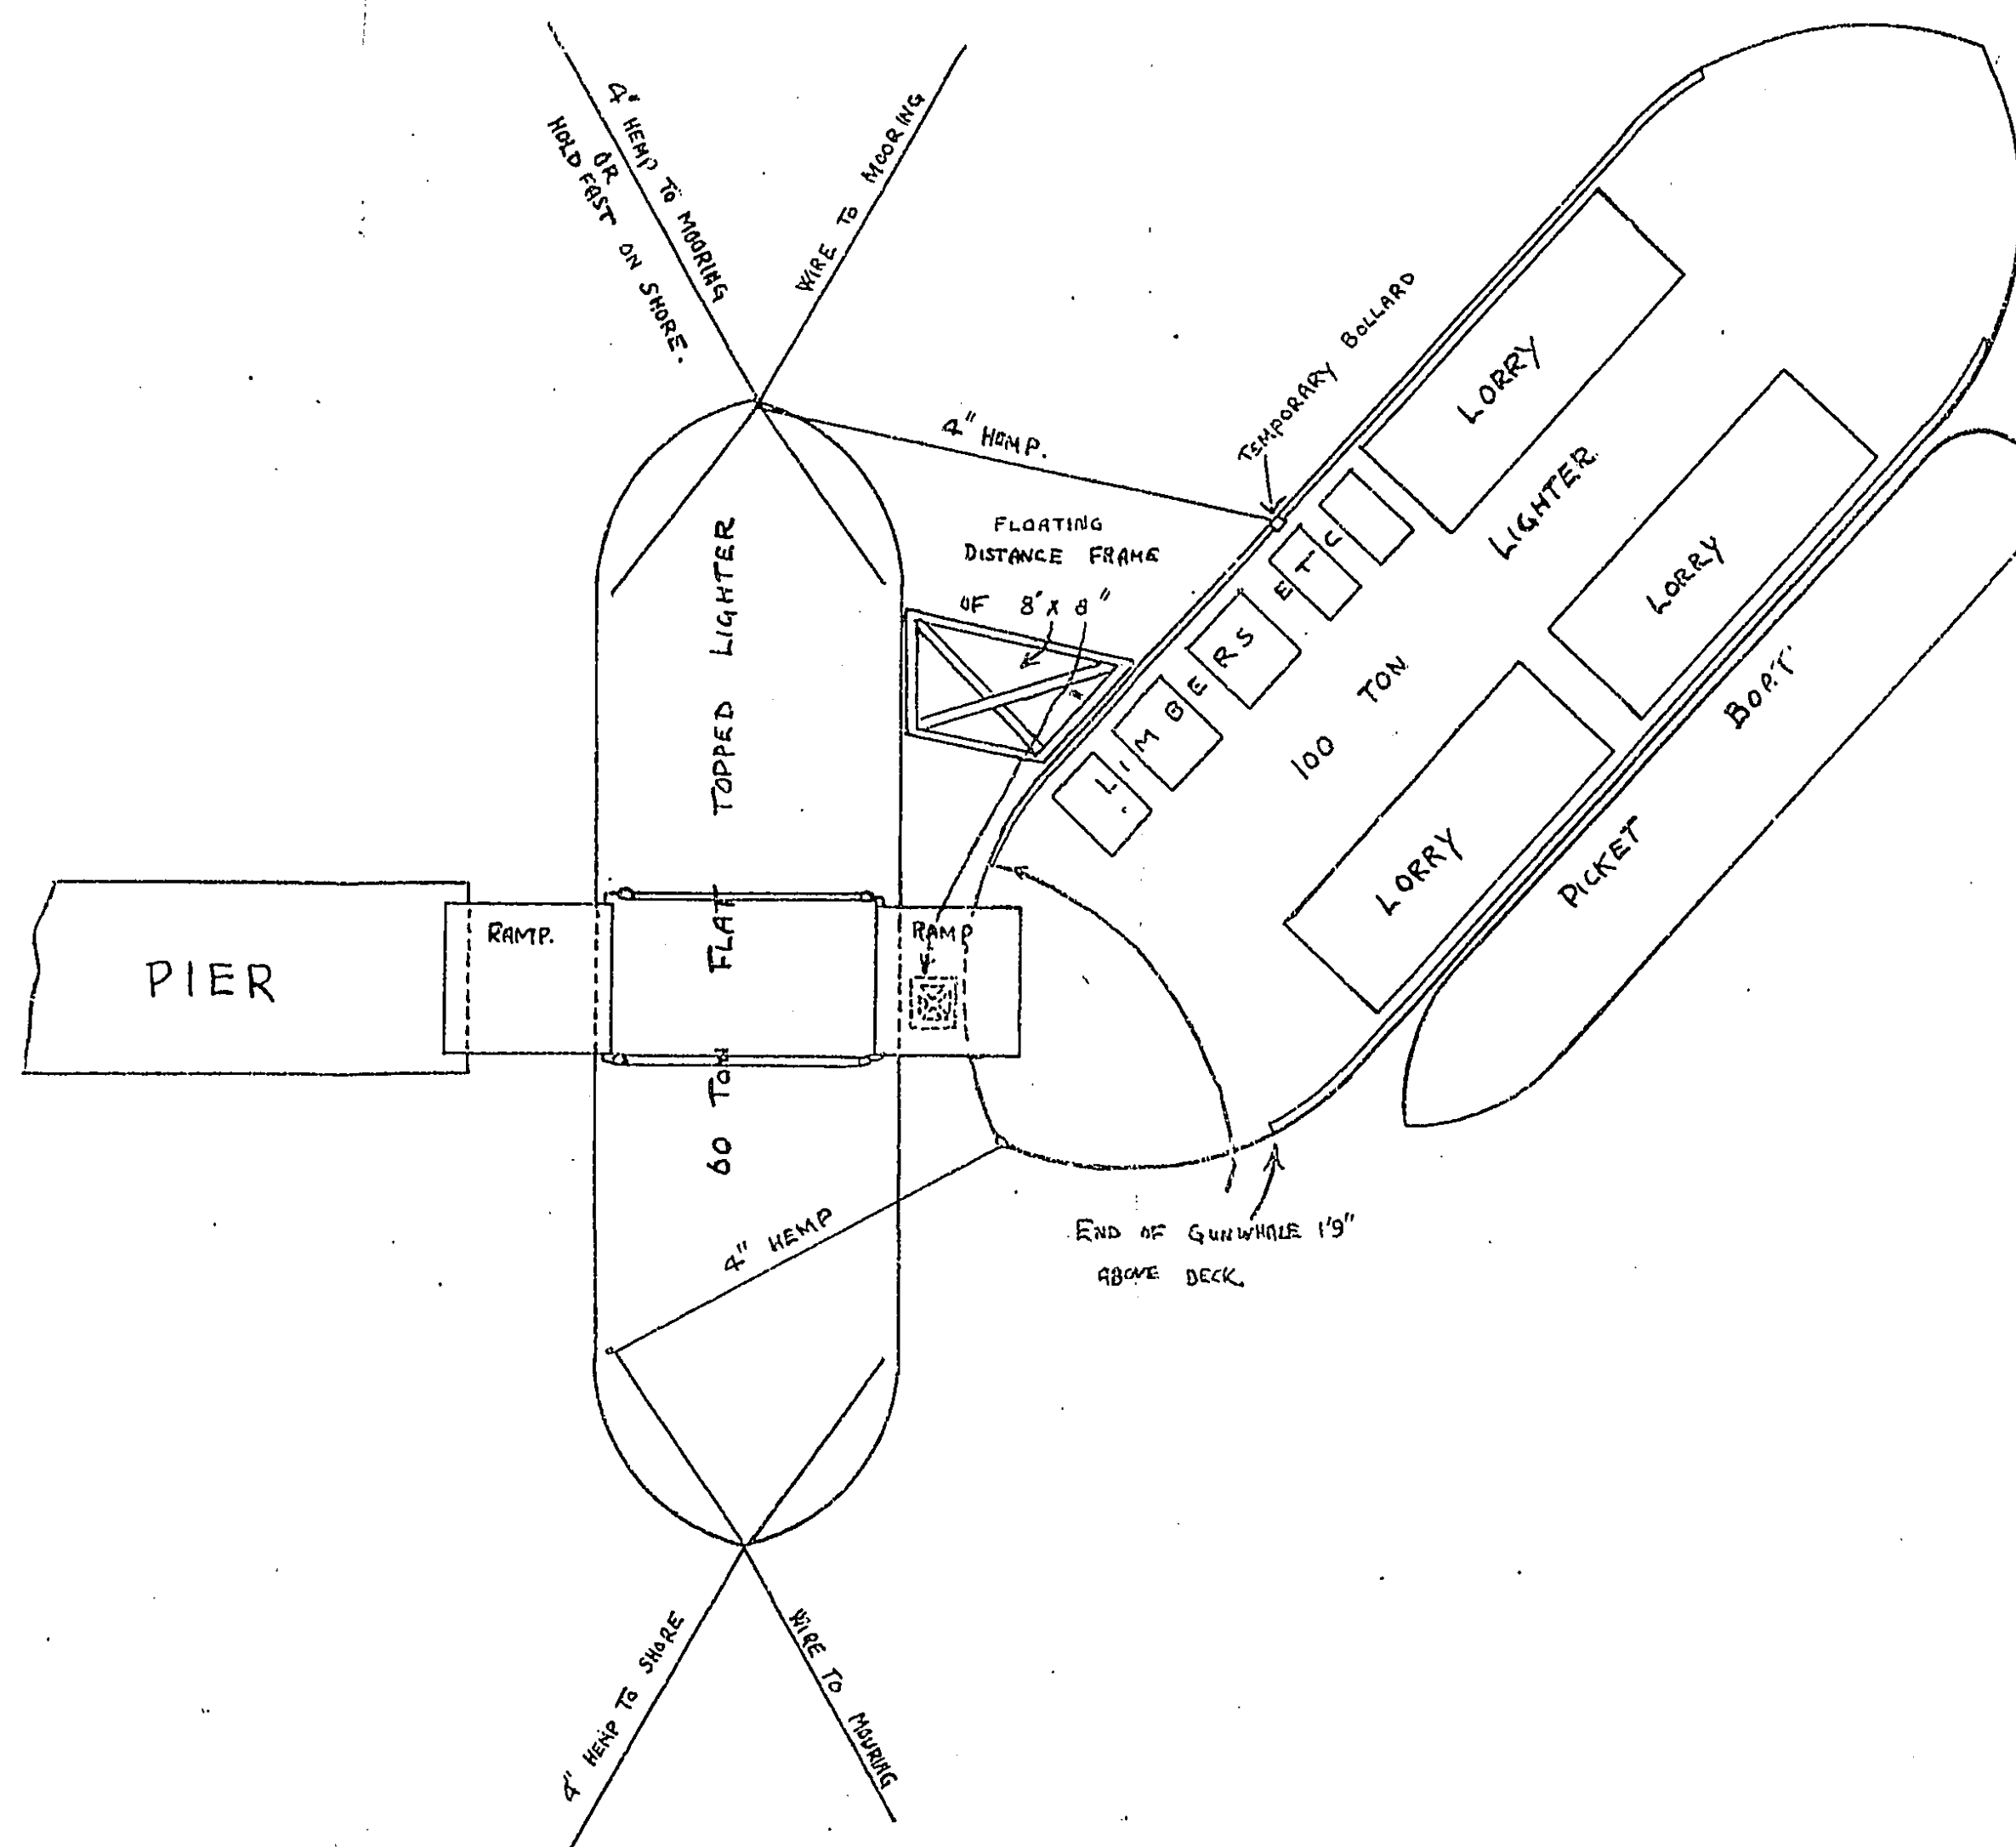 4" HEMP TO MOORING
OR
HOLD FAST ON SHORE.
WIRE TO MOORING
4" HEMP.
TEMPORARY BOLLARD
FLOATING
DISTANCE FRAME
OF 8" X 8"
LORRY
LORRY
LORRY
LIMBERS ETC
100 TON LIGHTER
PICKET BOAT
60 TON FLAT TOPPED LIGHTER
PIER
RAMP.
RAMP
4" HEMP
END OF GUNWHALE 1'9"
ABOVE DECK
4" HEMP TO SHORE
WIRE TO MOORING